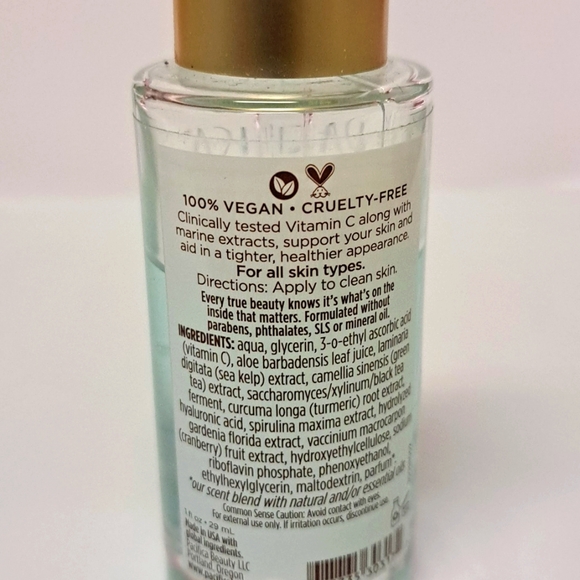 100% VEGAN • CRUELTY-FREE
Clinically tested Vitamin C along with
marine extracts, support your skin and
aid in a tighter, healthier appearance.
For all skin types.
Directions: Apply to clean skin.
Every true beauty knows it's what's on the
inside that matters. Formulated without
parabens, phthalates, SLS or mineral oil.
INGREDIENTS: aqua, glycerin, 3-o-ethyl ascorbic acid
(vitamin C), aloe barbadensis leaf juice, laminaria
digitata (sea kelp) extract, camellia sinensis (green
tea) extract, saccharomyces/xylinum/black tea
ferment, curcuma longa (turmeric) root extract,
hyaluronic acid, spirulina maxima extract, hydrolyzed
gardenia florida extract, vaccinium macrocarpon
(cranberry) fruit extract, hydroxyethylcellulose, sodium
riboflavin phosphate, phenoxyethanol,
ethylhexylglycerin, maltodextrin, parfum*
*our scent blend with natural and/or essential oils
Common Sense Caution: Avoid contact with eyes.
For external use only. If irritation occurs, discontinue use.
1 fl oz • 29 mL
Made in USA with
global ingredients.
Pacifica Beauty LLC
Portland, Oregon